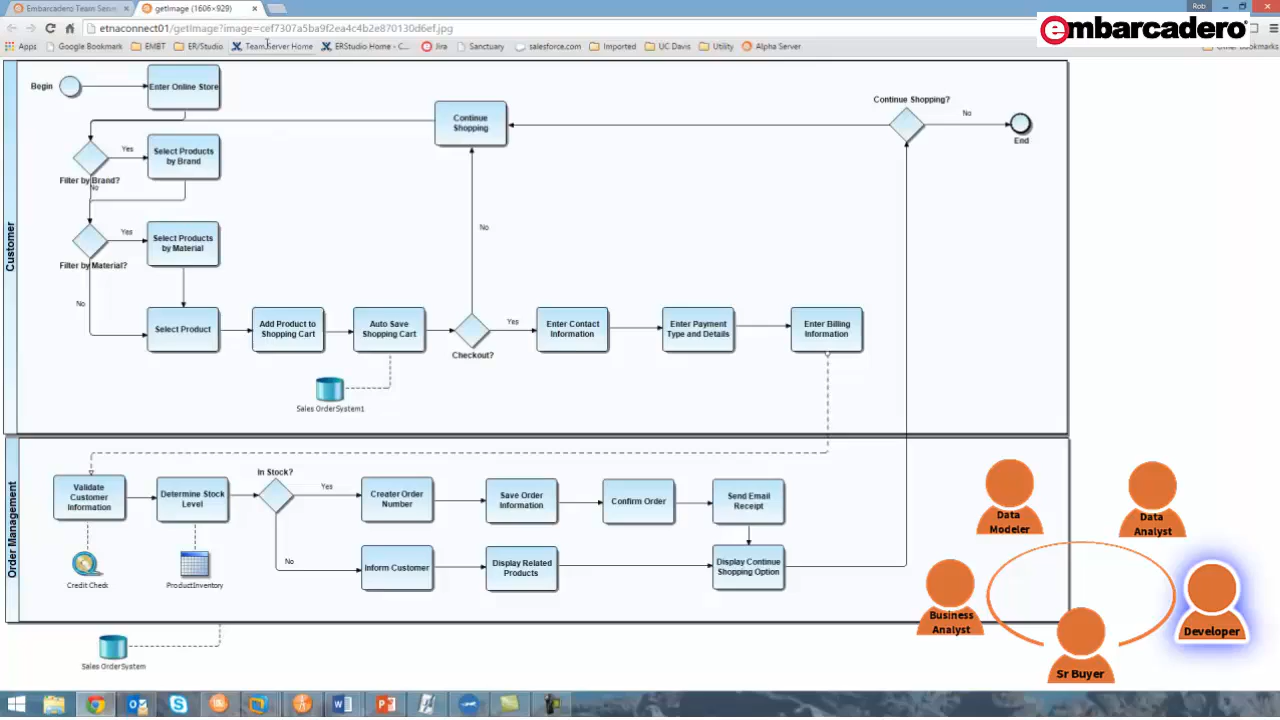 Embarcadero Team Serve
getImage (1606×929)
Rob
etnaconnect01/getImage?image=cef7307a5ba9f2ea4c4b2e870130d6ef.jpg
embarcadero
Apps
Google Bookmark
EMBT
ER/Studio
Team Server Home
ERStudio Home - C...
Jira
Sanctuary
salesforce.com
Imported
UC Davis
Utility
Alpha Server
Other Bookmarks
Customer
Begin
Enter Online Store
Continue
Shopping
Continue Shopping?
No
End
Yes
Select Products
by Brand
Filter by Brand?
No
Yes
Select Products
by Material
Filter by Material?
No
No
Select Product
Add Product to
Shopping Cart
Auto Save
Shopping Cart
Checkout?
Yes
Enter Contact
Information
Enter Payment
Type and Details
Enter Billing
Information
Sales OrderSystem1
Order Management
Validate
Customer
Information
Determine Stock
Level
In Stock?
Yes
Creater Order
Number
Save Order
Information
Confirm Order
Send Email
Receipt
No
Inform Customer
Display Related
Products
Display Continue
Shopping Option
Credit Check
ProductInventory
Sales OrderSystem
Data
Modeler
Data
Analyst
Business
Analyst
Developer
Sr Buyer